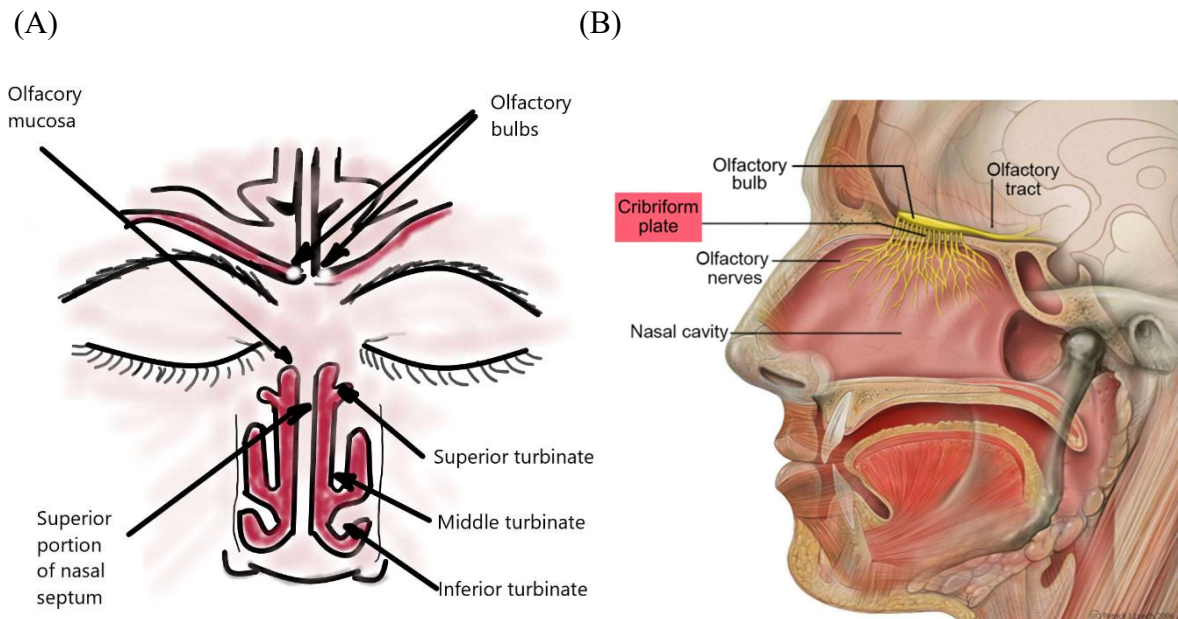 (A)
(B)
Olfacory
mucosa
Olfactory
bulbs
Superior turbinate
Middle turbinate
Inferior turbinate
Superior
portion
of nasal
septum
Olfactory
bulb
Olfactory
tract
Cribriform
plate
Olfactory
nerves
Nasal cavity